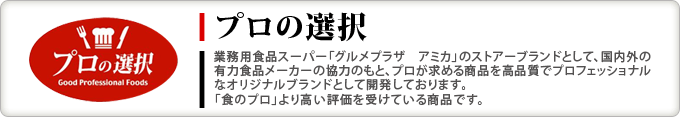 プロの選択
Good Professional Foods
プロの選択
業務用食品スーパー「グルメプラザ　アミカ」のストアーブランドとして、国内外の
有力食品メーカーの協力のもと、プロが求める商品を高品質でプロフェッショナル
なオリジナルブランドとして開発しております。
「食のプロ」より高い評価を受けている商品です。